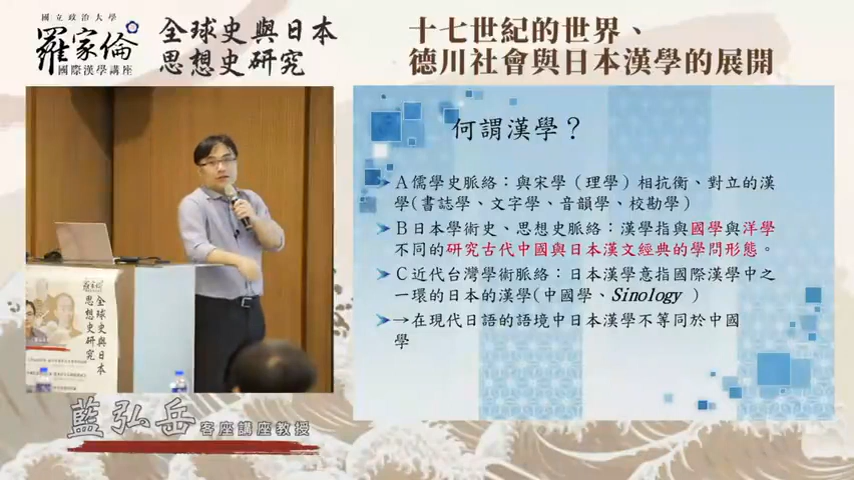 國立政治大學
羅家倫
國際漢學講座
全球史與日本
思想史研究
十七世紀的世界、
德川社會與日本漢學的展開
何謂漢學？
A儒學史脈絡：與宋學（理學）相抗衡、對立的漢
學(書誌學、文字學、音韻學、校勘學)
B日本學術史、思想史脈絡：漢學指與國學與洋學
不同的研究古代中國與日本漢文經典的學問形態。
C近代台灣學術脈絡：日本漢學意指國際漢學中之
一環的日本的漢學(中國學、Sinology )
→在現代日語的語境中日本漢學不等同於中國
學
羅家倫
全球史與日本
思想史研究
藍弘岳 客座講座教授